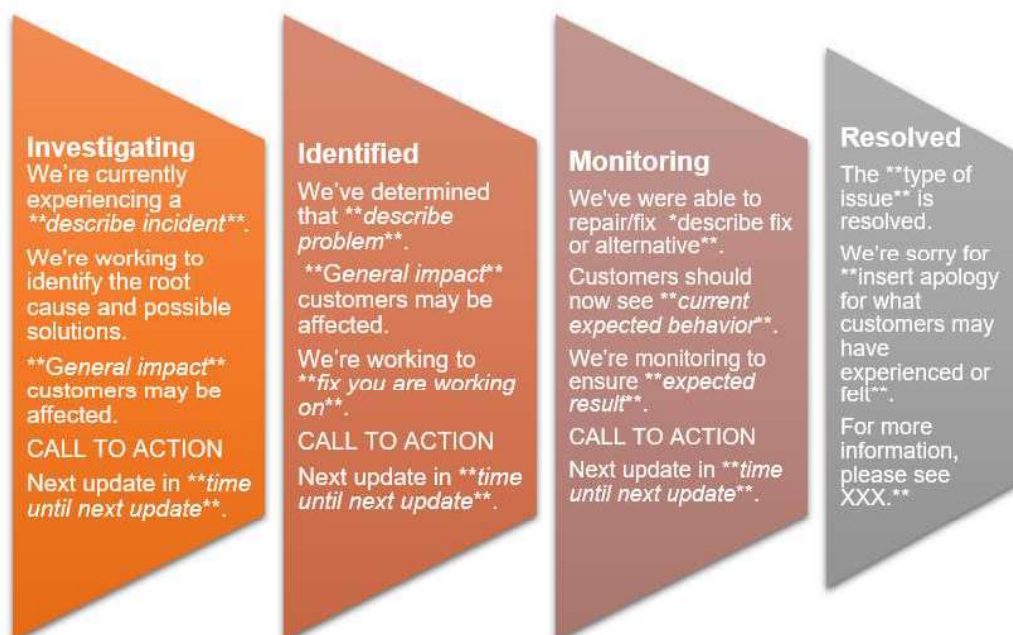 Investigating
We're currently
experiencing a
**describe incident**.
We're working to
identify the root
cause and possible
solutions.
**General impact**
customers may be
affected.
CALL TO ACTION
Next update in **time
until next update**.
Identified
We've determined
that **describe
problem**.
**General impact**
customers may be
affected.
We're working to
**fix you are working
on**.
CALL TO ACTION
Next update in **time
until next update**.
Monitoring
We've were able to
repair/fix *describe fix
or alternative**.
Customers should
now see **current
expected behavior**.
We're monitoring to
ensure **expected
result**.
CALL TO ACTION
Next update in **time
until next update**.
Resolved
The **type of
issue** is
resolved.
We're sorry for
**insert apology
for what
customers may
have
experienced or
felt**.
For more
information,
please see
XXX.**